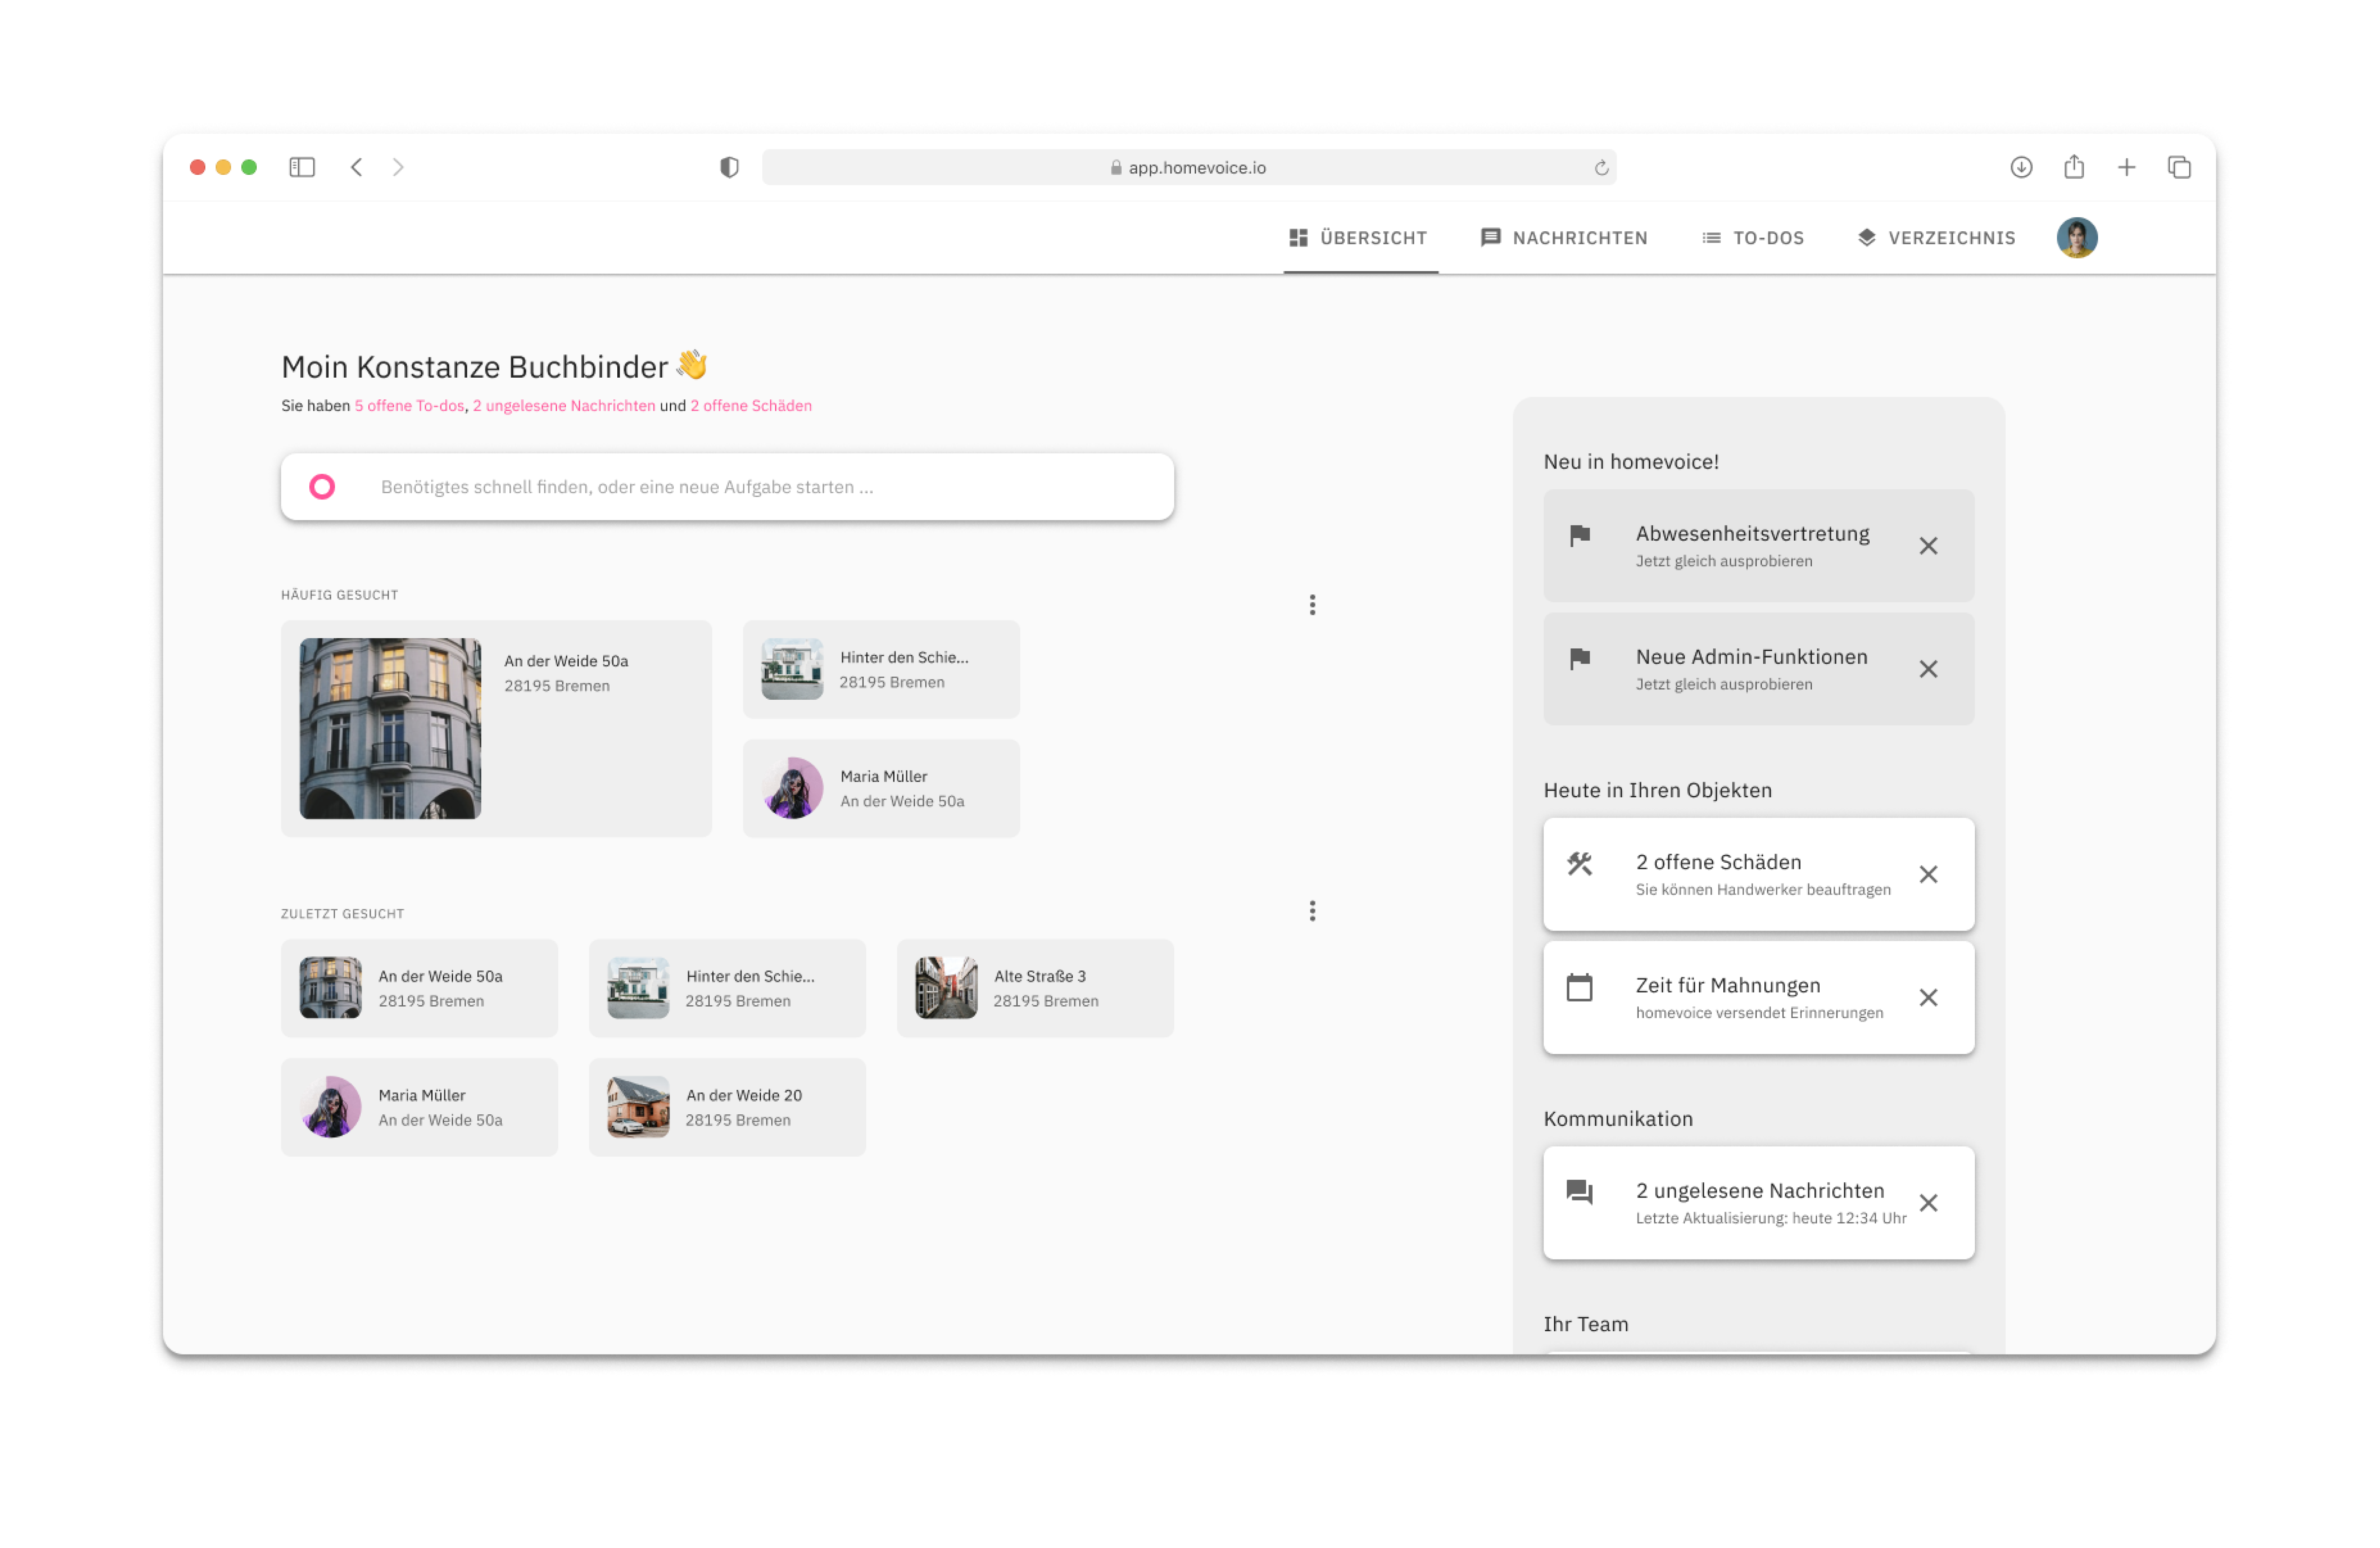 app.homevoice.io
ÜBERSICHT
NACHRICHTEN
TO-DOS
VERZEICHNIS
Moin Konstanze Buchbinder 👋
Sie haben 5 offene To-dos, 2 ungelesene Nachrichten und 2 offene Schäden
Benötigtes schnell finden, oder eine neue Aufgabe starten ...
HÄUFIG GESUCHT
An der Weide 50a
28195 Bremen
Hinter den Schie...
28195 Bremen
Maria Müller
An der Weide 50a
ZULETZT GESUCHT
An der Weide 50a
28195 Bremen
Hinter den Schie...
28195 Bremen
Alte Straße 3
28195 Bremen
Maria Müller
An der Weide 50a
An der Weide 20
28195 Bremen
Neu in homevoice!
Abwesenheitsvertretung
Jetzt gleich ausprobieren
Neue Admin-Funktionen
Jetzt gleich ausprobieren
Heute in Ihren Objekten
2 offene Schäden
Sie können Handwerker beauftragen
Zeit für Mahnungen
homevoice versendet Erinnerungen
Kommunikation
2 ungelesene Nachrichten
Letzte Aktualisierung: heute 12:34 Uhr
Ihr Team